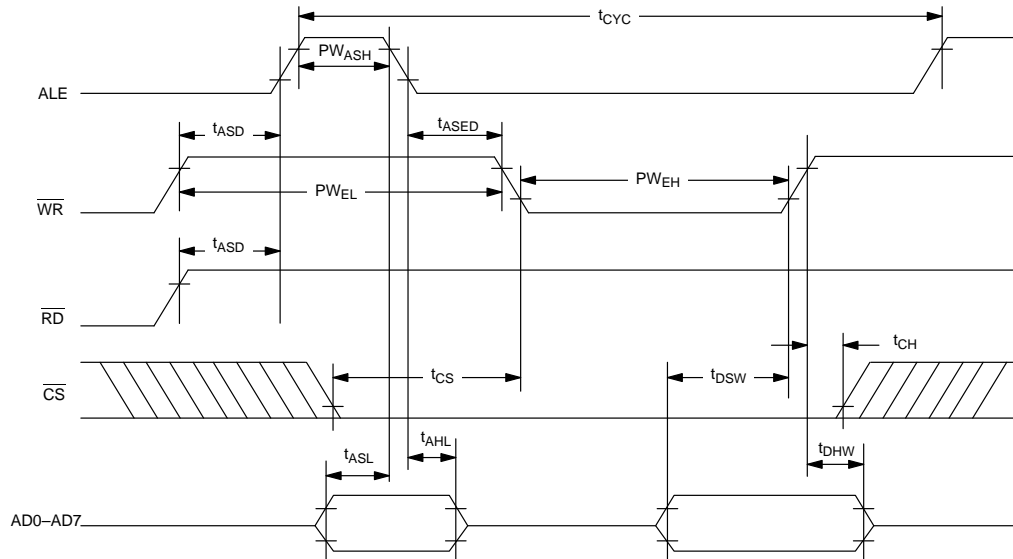 tCYC
PWASH
ALE
tASD
tASED
PWEL
PWEH
WR
tASD
RD
tCH
tCS
tDSW
CS
tASL
tAHL
tDHW
AD0–AD7